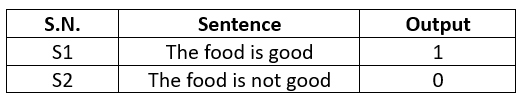 S.N. Sentence Output
S1 The food is good 1
S2 The food is not good 0